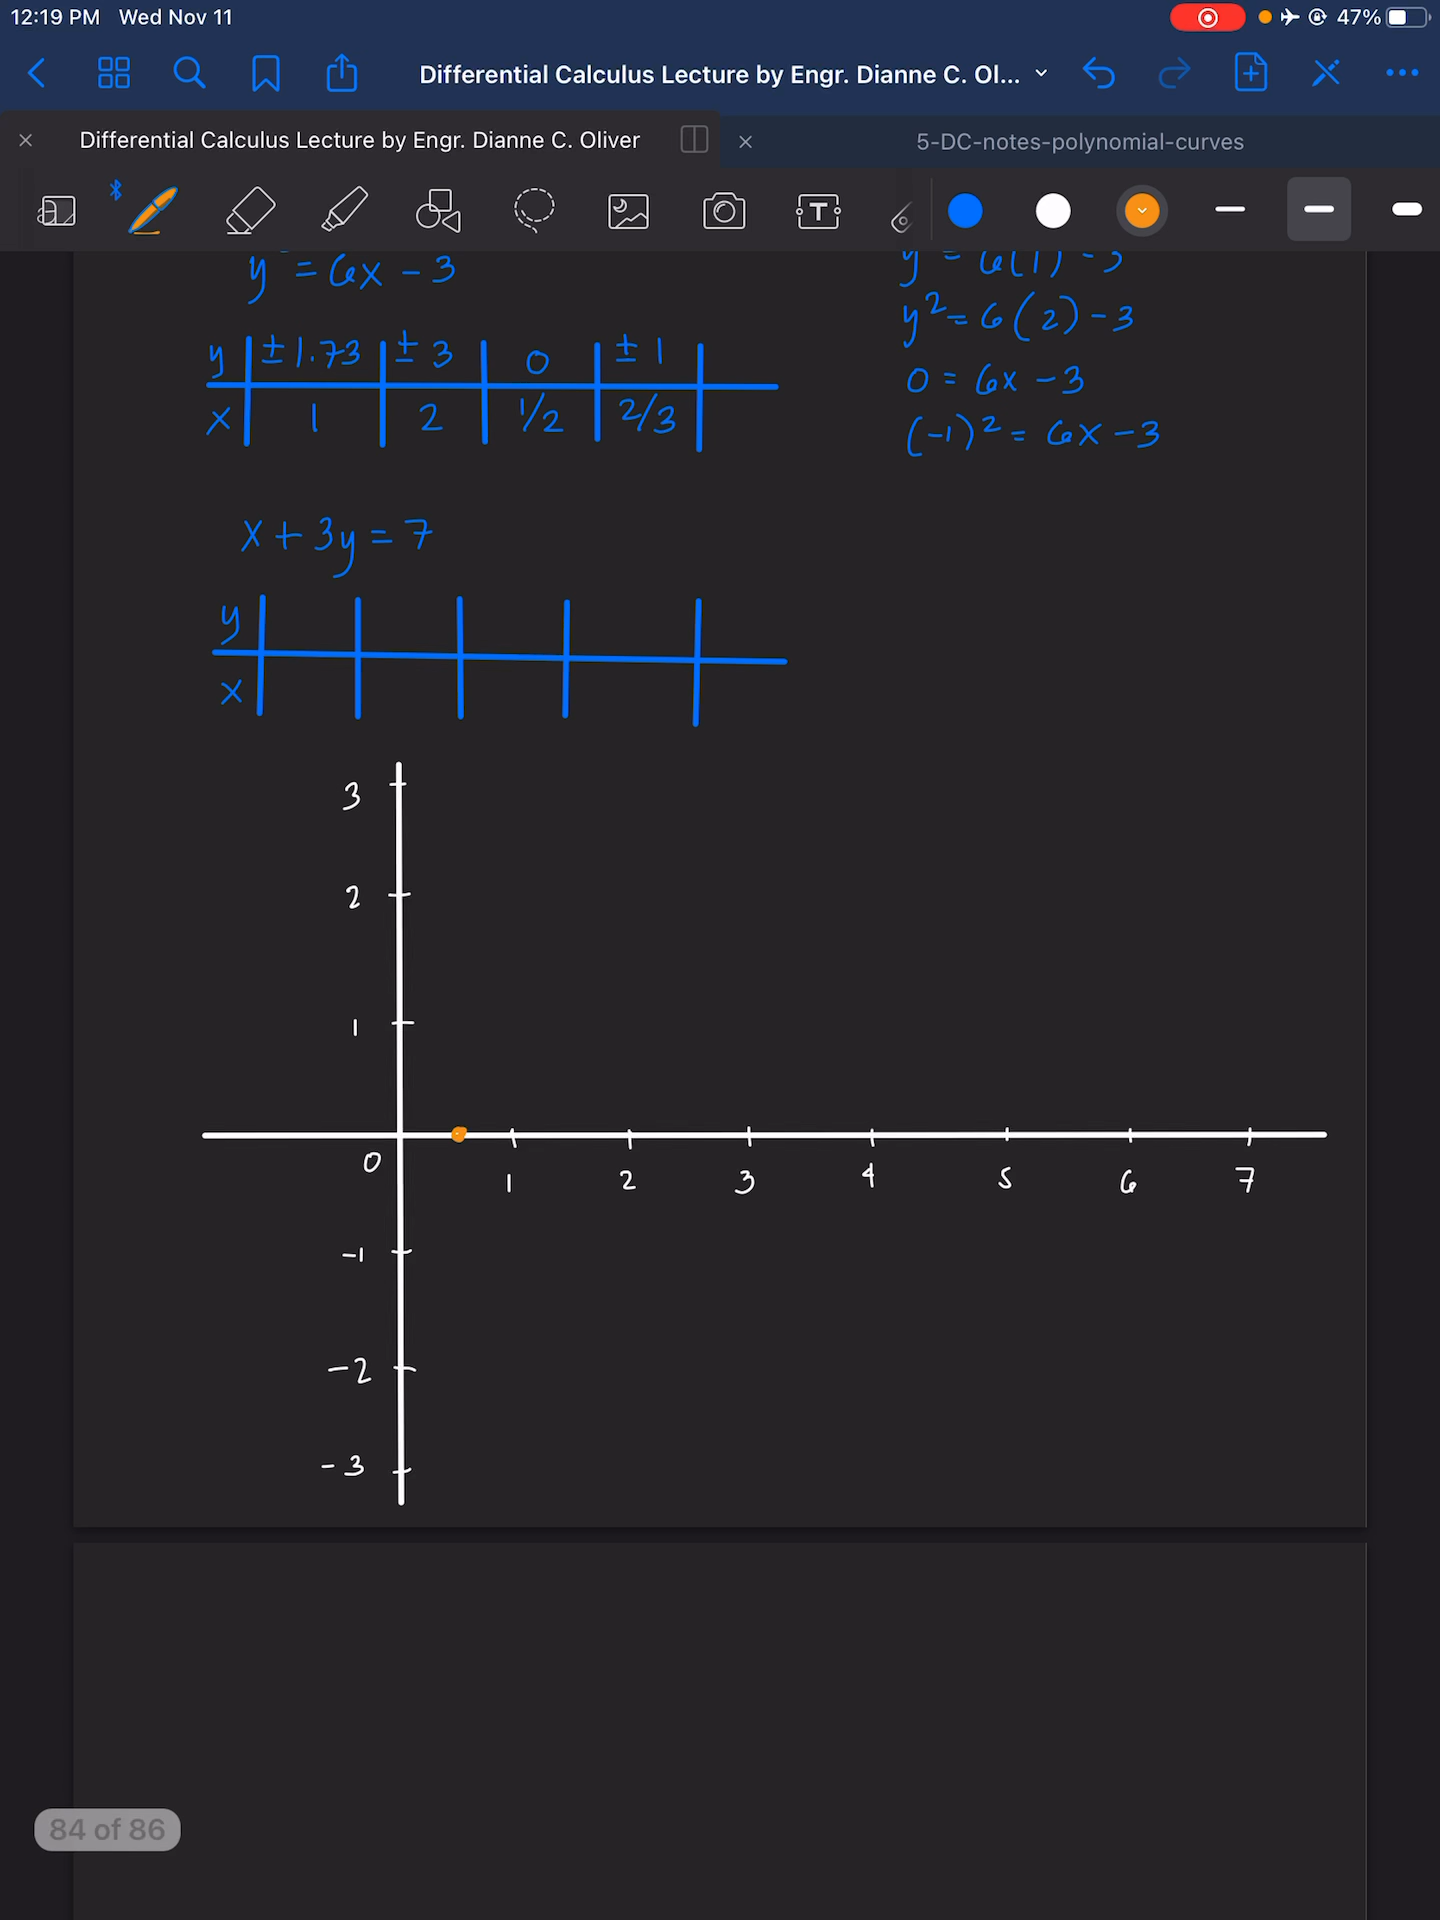 12:19 PM Wed Nov 11
47%
Differential Calculus Lecture by Engr. Dianne C. Ol...
Differential Calculus Lecture by Engr. Dianne C. Oliver
5-DC-notes-polynomial-curves
a
T
y = 6x - 3
y = 6(1) - 3
y² = 6(2) - 3
y ± 1.73 ± 3 0 ± 1
0 = 6x - 3
x 1 2 1/2 2/3
(-1)² = 6x - 3
x + 3y = 7
y
x
3
2
1
0
1 2 3 4 5 6 7
-1
-2
-3
84 of 86